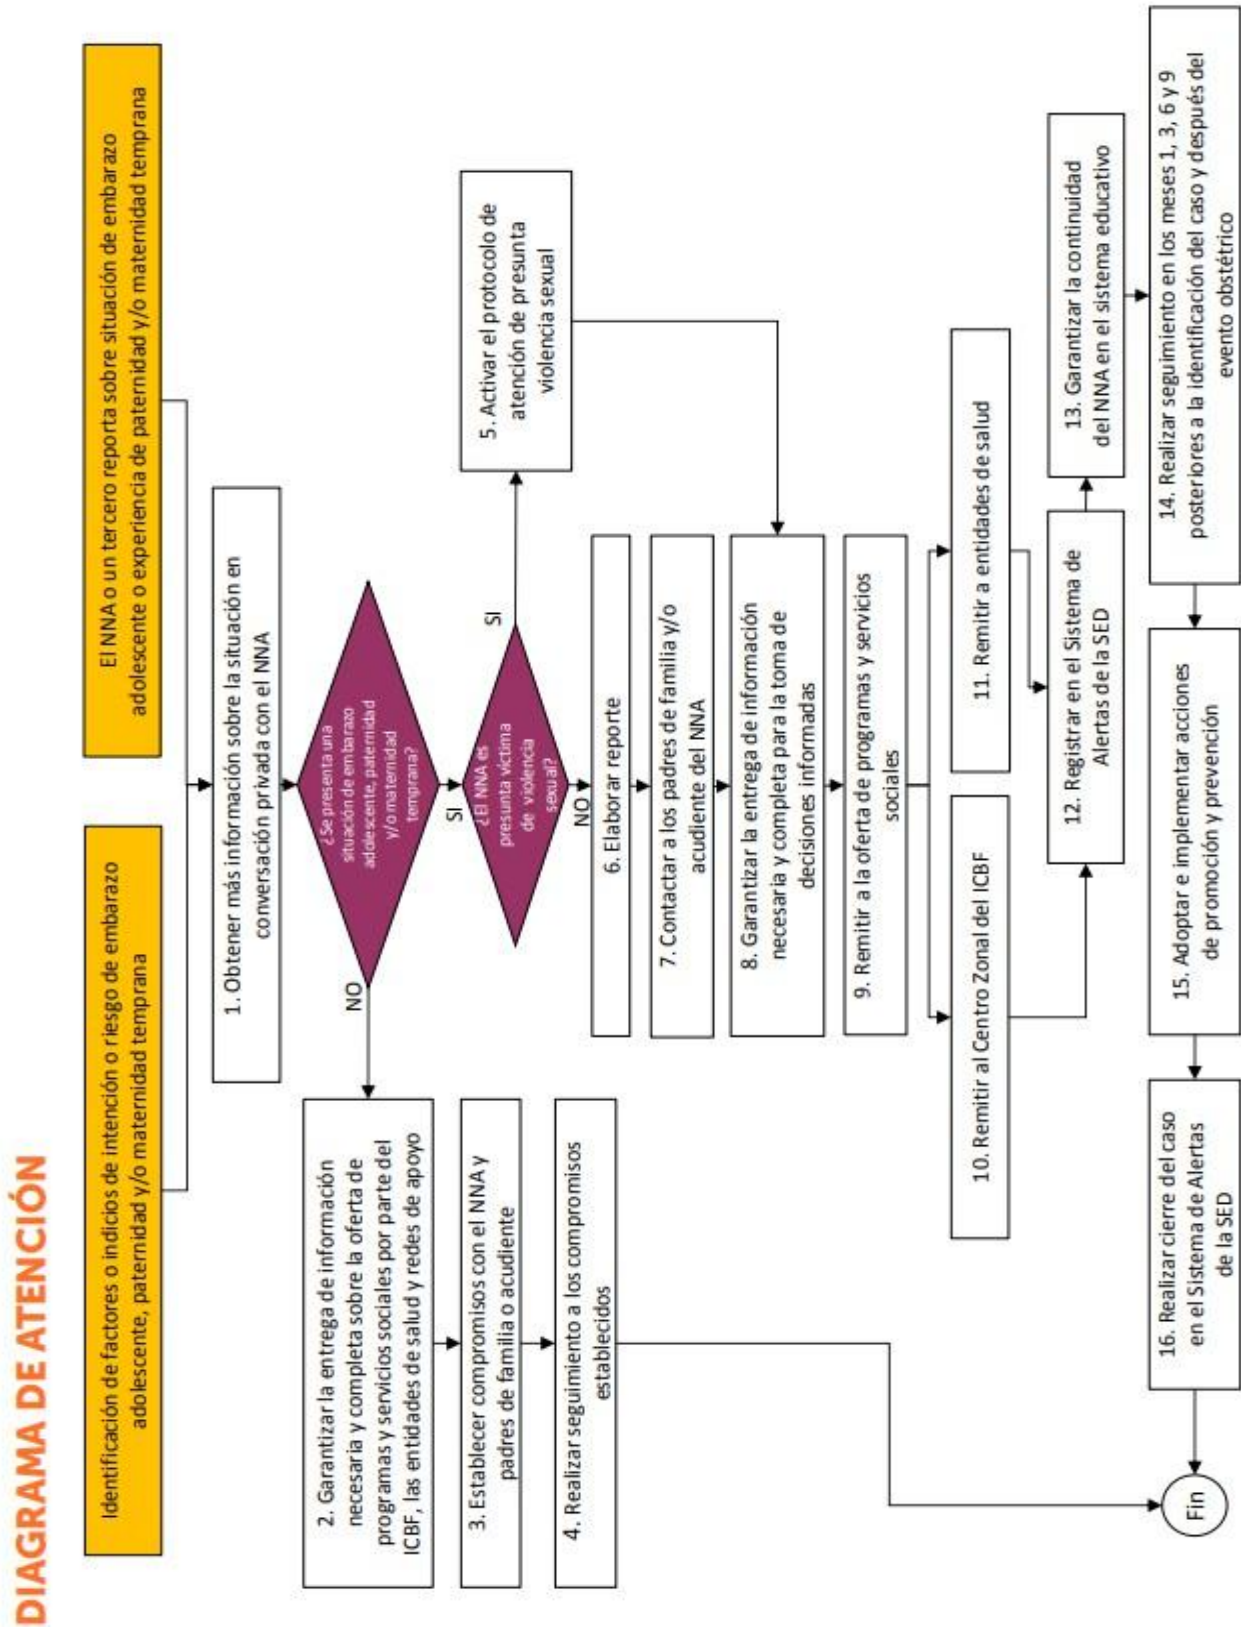 DIAGRAMA DE ATENCIÓN
Identificación de factores o indicios de intención o riesgo de embarazo
adolescente, paternidad y/o maternidad temprana
El NNA o un tercero reporta sobre situación de embarazo
adolescente o experiencia de paternidad y/o maternidad temprana
1. Obtener más información sobre la situación en
conversación privada con el NNA
¿Se presenta una
situación de embarazo
adolescente, paternidad
y/o maternidad
temprana?
NO
SI
2. Garantizar la entrega de información
necesaria y completa sobre la oferta de
programas y servicios sociales por parte del
ICBF, las entidades de salud y redes de apoyo
3. Establecer compromisos con el NNA y
padres de familia o acudiente
4. Realizar seguimiento a los compromisos
establecidos
¿El NNA es
presunta víctima
de violencia
sexual?
SI
NO
5. Activar el protocolo de
atención de presunta
violencia sexual
6. Elaborar reporte
7. Contactar a los padres de familia y/o
acudiente del NNA
8. Garantizar la entrega de información
necesaria y completa para la toma de
decisiones informadas
9. Remitir a la oferta de programas y servicios
sociales
10. Remitir al Centro Zonal del ICBF
11. Remitir a entidades de salud
12. Registrar en el Sistema de
Alertas de la SED
13. Garantizar la continuidad
del NNA en el sistema educativo
14. Realizar seguimiento en los meses 1, 3, 6 y 9
posteriores a la identificación del caso y después del
evento obstétrico
15. Adoptar e implementar acciones
de promoción y prevención
16. Realizar cierre del caso
en el Sistema de Alertas
de la SED
Fin